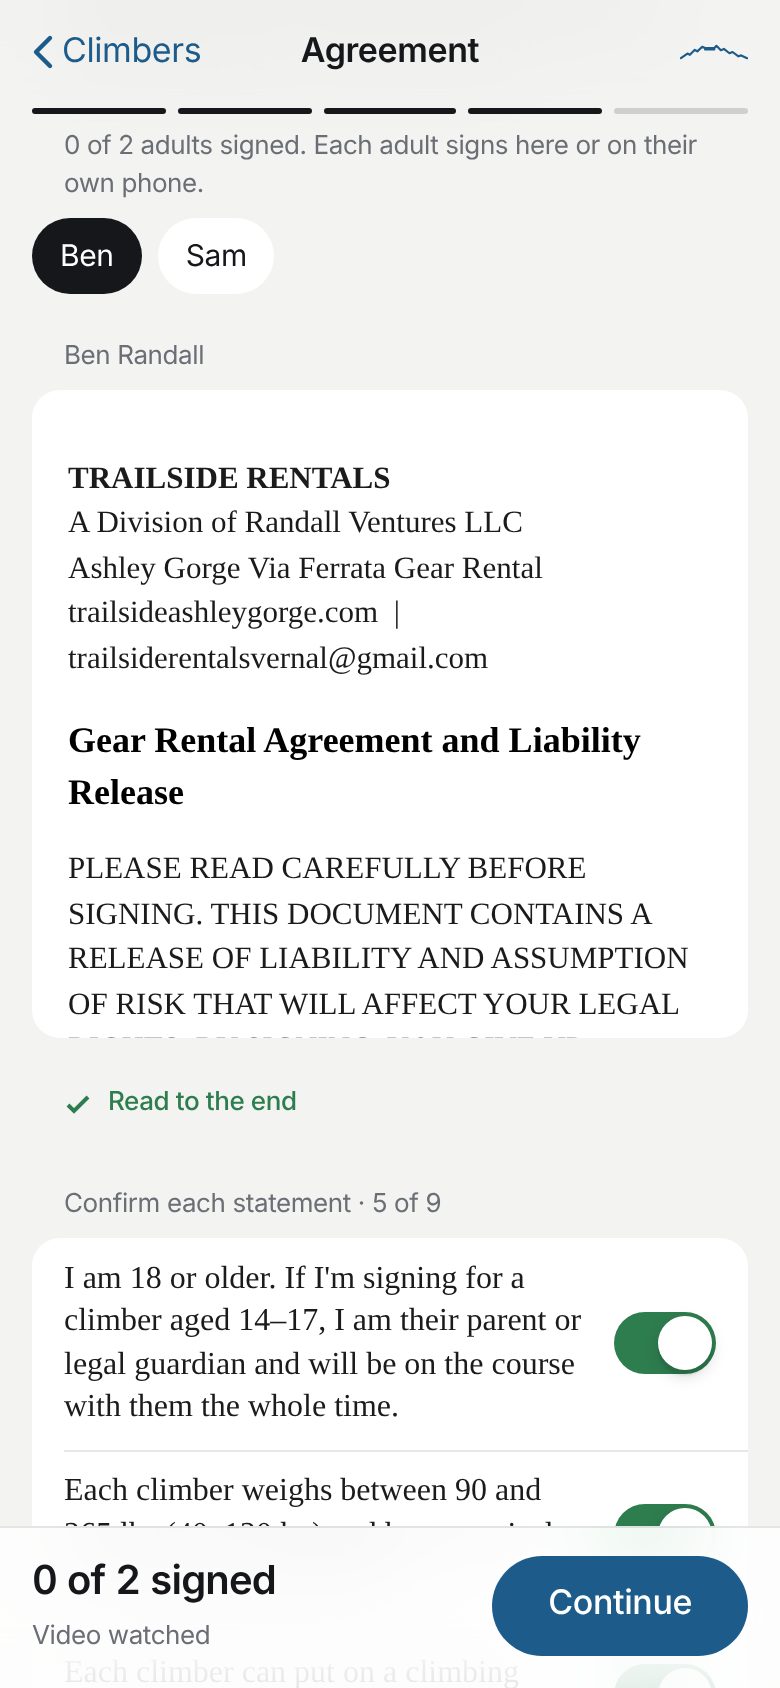 Climbers
Agreement
0 of 2 adults signed. Each adult signs here or on their
own phone.
Ben
Sam
Ben Randall
TRAILSIDE RENTALS
A Division of Randall Ventures LLC
Ashley Gorge Via Ferrata Gear Rental
trailsideashleygorge.com |
trailsiderentalsvernal@gmail.com
Gear Rental Agreement and Liability
Release
PLEASE READ CAREFULLY BEFORE
SIGNING. THIS DOCUMENT CONTAINS A
RELEASE OF LIABILITY AND ASSUMPTION
OF RISK THAT WILL AFFECT YOUR LEGAL
Read to the end
Confirm each statement · 5 of 9
I am 18 or older. If I'm signing for a
climber aged 14–17, I am their parent or
legal guardian and will be on the course
with them the whole time.
Each climber weighs between 90 and
0 of 2 signed
Continue
Video watched
Each climber can put on a climbing